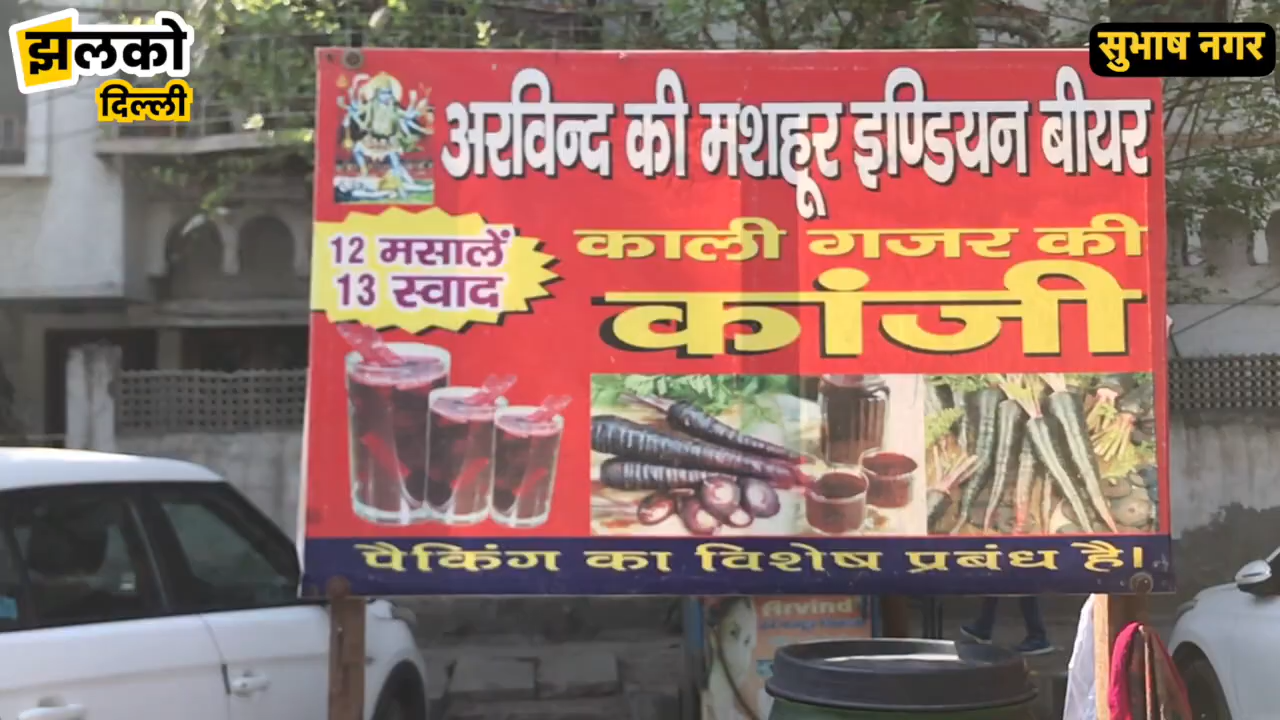 झलको
दिल्ली
सुभाष नगर
अरविन्द की मशहूर इण्डियन बीयर
12 मसालें
13 स्वाद
काली गजर की
कांजी
पैकिंग का विशेष प्रबंध है।
Arvind